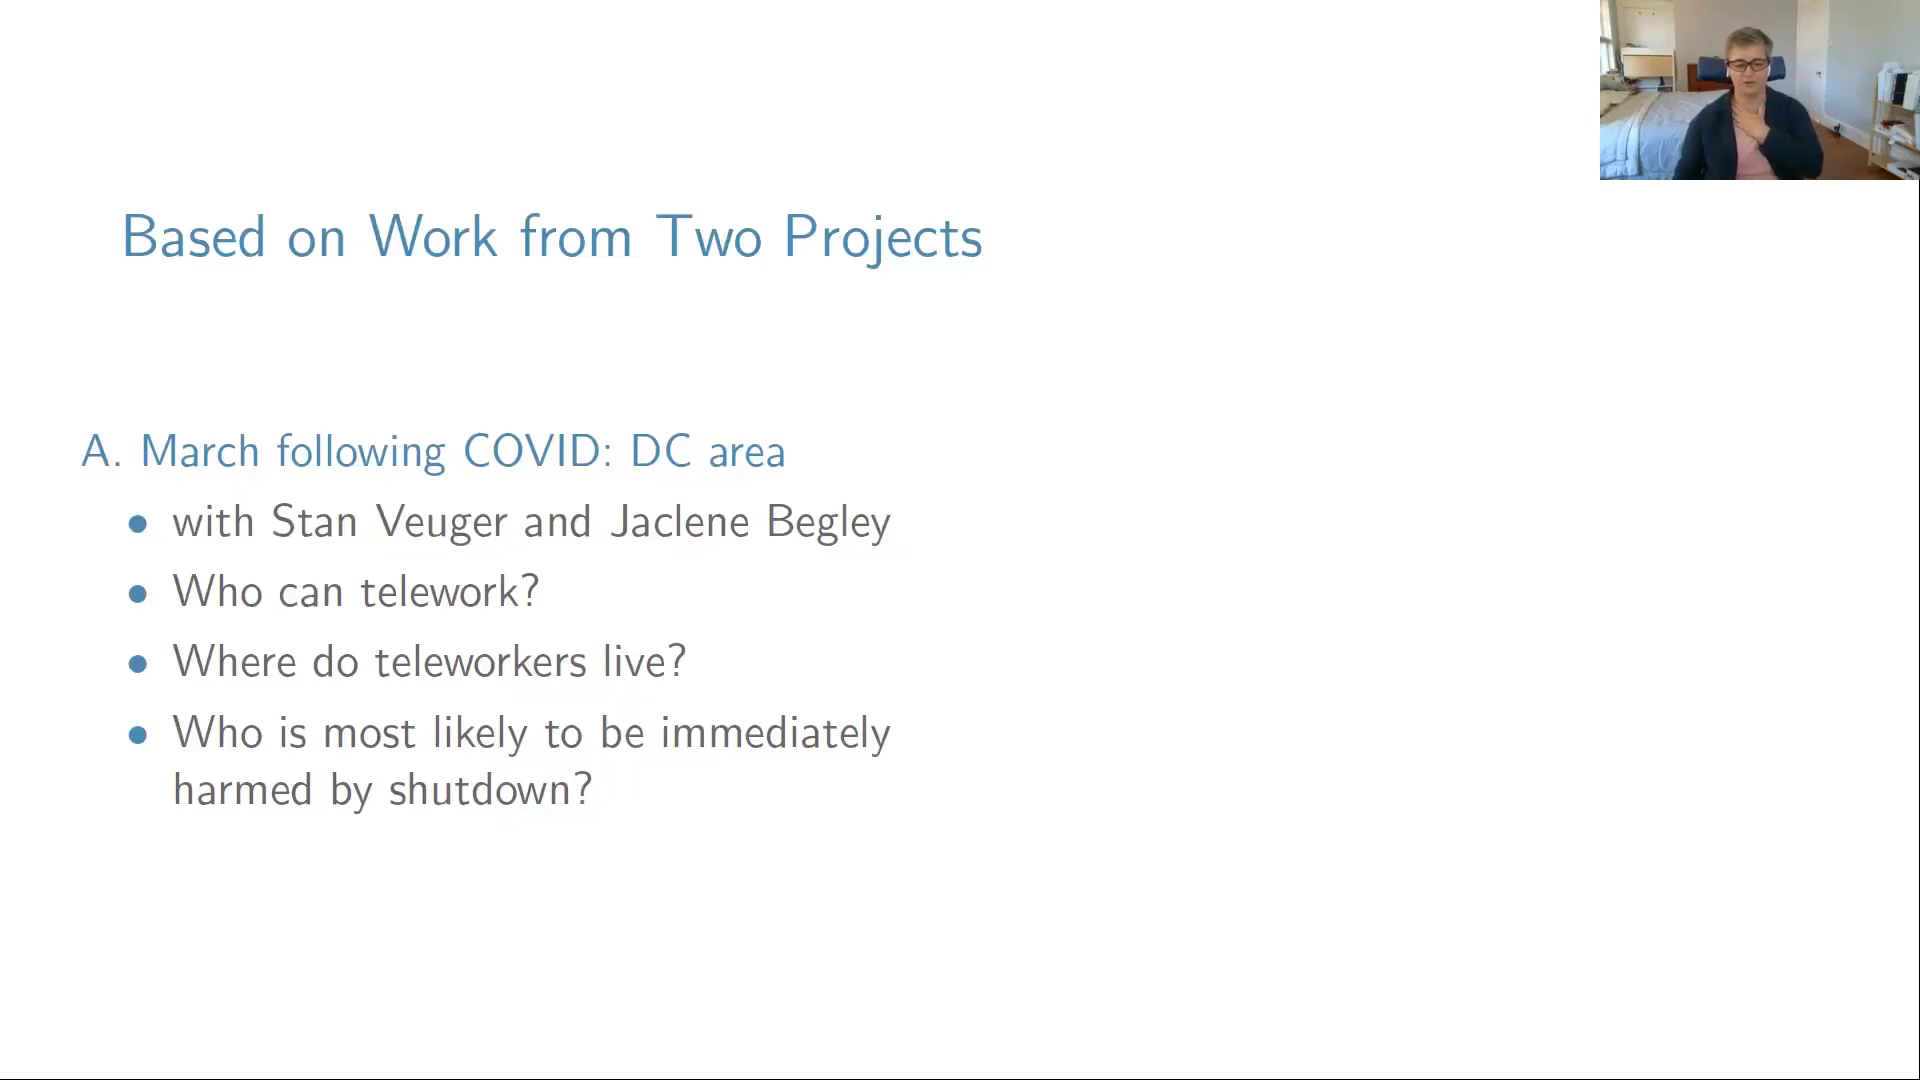 Based on Work from Two Projects
A. March following COVID: DC area
• with Stan Veuger and Jaclene Begley
• Who can telework?
• Where do teleworkers live?
• Who is most likely to be immediately
harmed by shutdown?